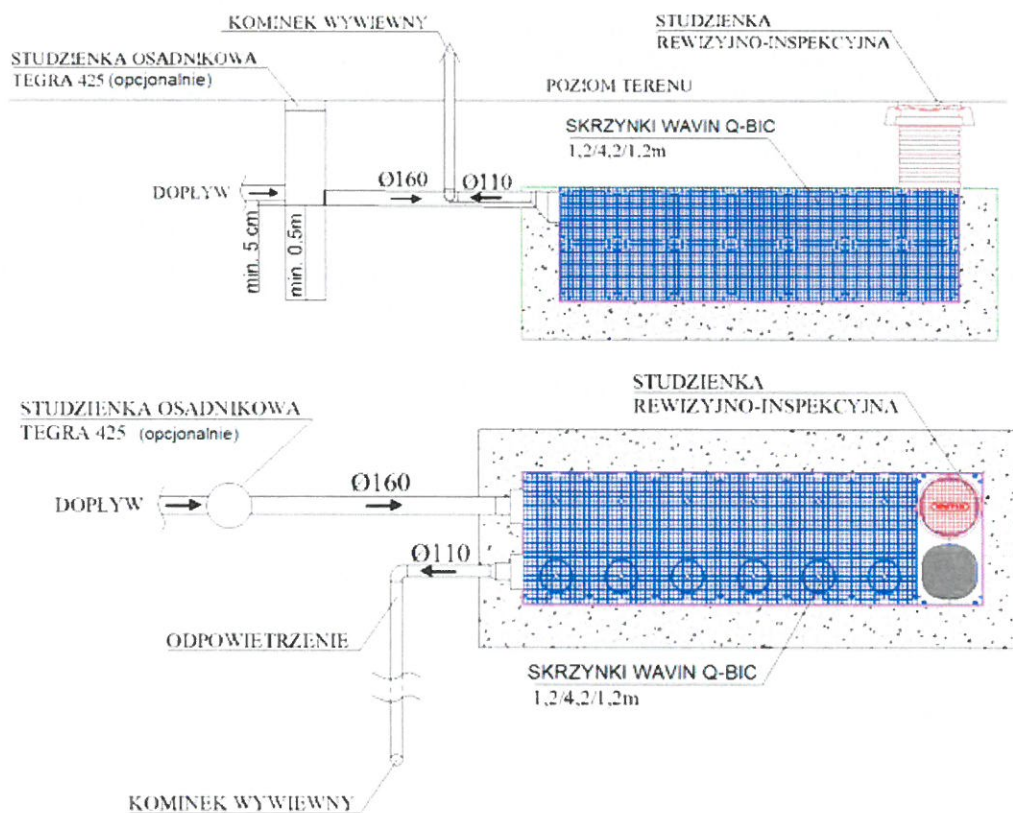 KOMINEK WYWIEWNY
STUDZIENKA
REWIZYJNO-INSPEKCYJNA
STUDZIENKA OSADNIKOWA
TEGRA 425 (opcjonalnie)
POZIOM TERENU
SKRZYNKI WAVIN Q-BIC
1,2/4,2/1,2m
DOPŁYW
Ø160
Ø110
min. 5 cm
min. 0.5m
STUDZIENKA
REWIZYJNO-INSPEKCYJNA
STUDZIENKA OSADNIKOWA
TEGRA 425 (opcjonalnie)
Ø160
DOPŁYW
Ø110
ODPOWIETRZENIE
SKRZYNKI WAVIN Q-BIC
1,2/4,2/1,2m
KOMINEK WYWIEWNY